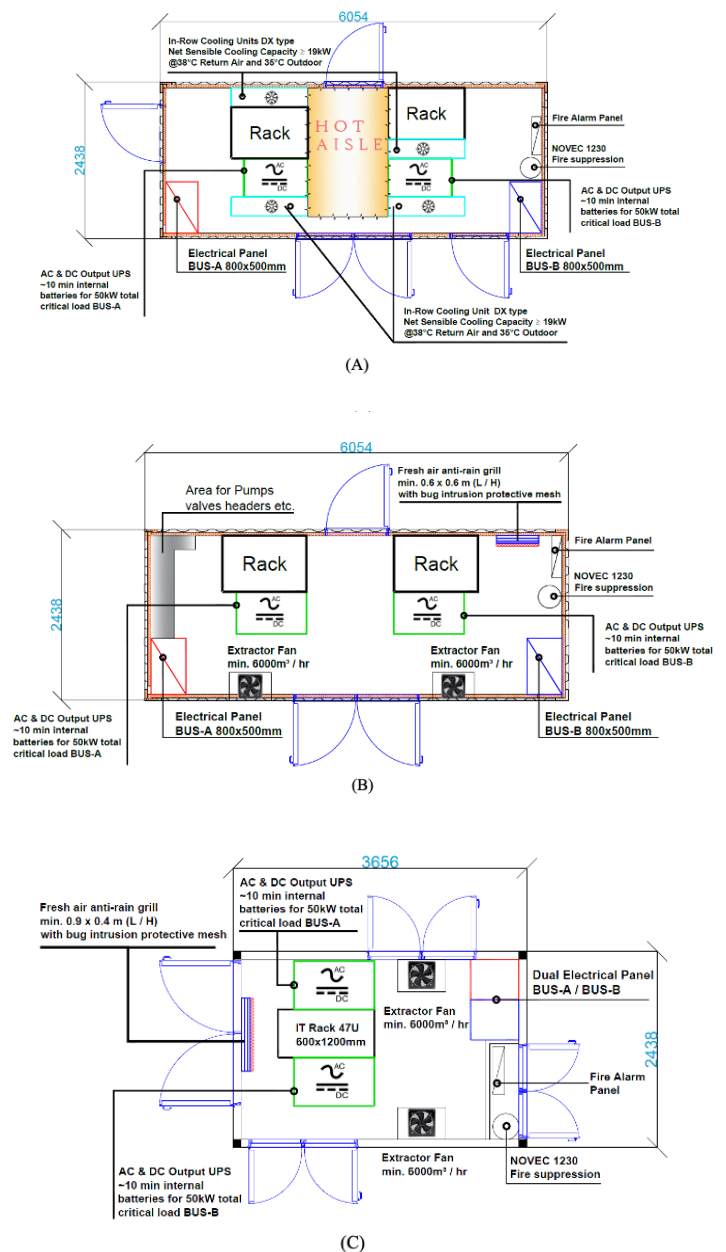 6054
In-Row Cooling Units DX type
Net Sensible Cooling Capacity ≥ 19kW
@38°C Return Air and 35°C Outdoor
2438
Rack
HOT
AISLE
Rack
Fire Alarm Panel
NOVEC 1230
Fire suppression
AC
DC
AC
DC
AC & DC Output UPS
~10 min internal
batteries for 50kW total
critical load BUS-B
Electrical Panel
BUS-A 800x500mm
Electrical Panel
BUS-B 800x500mm
AC & DC Output UPS
~10 min internal
batteries for 50kW total
critical load BUS-A
In-Row Cooling Unit DX type
Net Sensible Cooling Capacity ≥ 19kW
@38°C Return Air and 35°C Outdoor
(A)
6054
Fresh air anti-rain grill
min. 0.6 x 0.6 m (L / H)
with bug intrusion protective mesh
Area for Pumps
valves headers etc.
2438
Rack
Rack
Fire Alarm Panel
NOVEC 1230
Fire suppression
AC
DC
AC
DC
AC & DC Output UPS
~10 min internal
batteries for 50kW total
critical load BUS-B
Extractor Fan
min. 6000m³ / hr
Extractor Fan
min. 6000m³ / hr
AC & DC Output UPS
~10 min internal
batteries for 50kW total
critical load BUS-A
Electrical Panel
BUS-A 800x500mm
Electrical Panel
BUS-B 800x500mm
(B)
3656
AC & DC Output UPS
~10 min internal
batteries for 50kW total
critical load BUS-A
Fresh air anti-rain grill
min. 0.9 x 0.4 m (L / H)
with bug intrusion protective mesh
AC
DC
Dual Electrical Panel
BUS-A / BUS-B
Extractor Fan
min. 6000m³ / hr
IT Rack 47U
600x1200mm
2438
AC
DC
Fire Alarm
Panel
Extractor Fan
min. 6000m³ / hr
NOVEC 1230
Fire suppression
AC & DC Output UPS
~10 min internal
batteries for 50kW total
critical load BUS-B
(C)